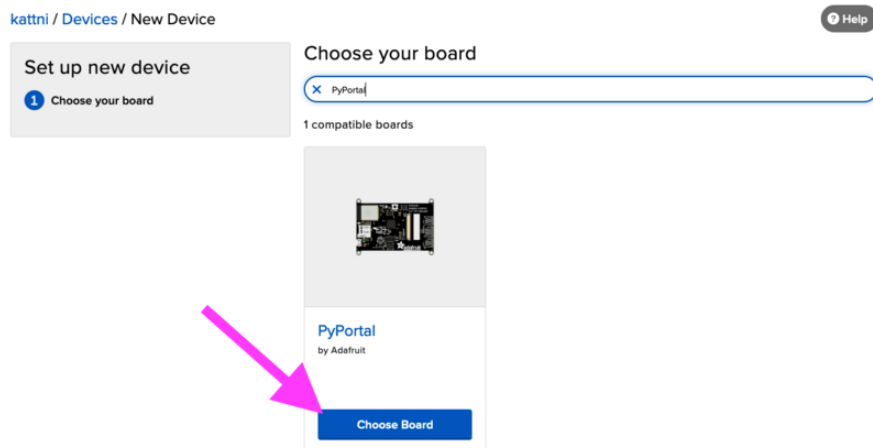 kattni / Devices / New Device
? Help
Set up new device
1 Choose your board
Choose your board
× PyPortal
1 compatible boards
PyPortal
by Adafruit
Choose Board